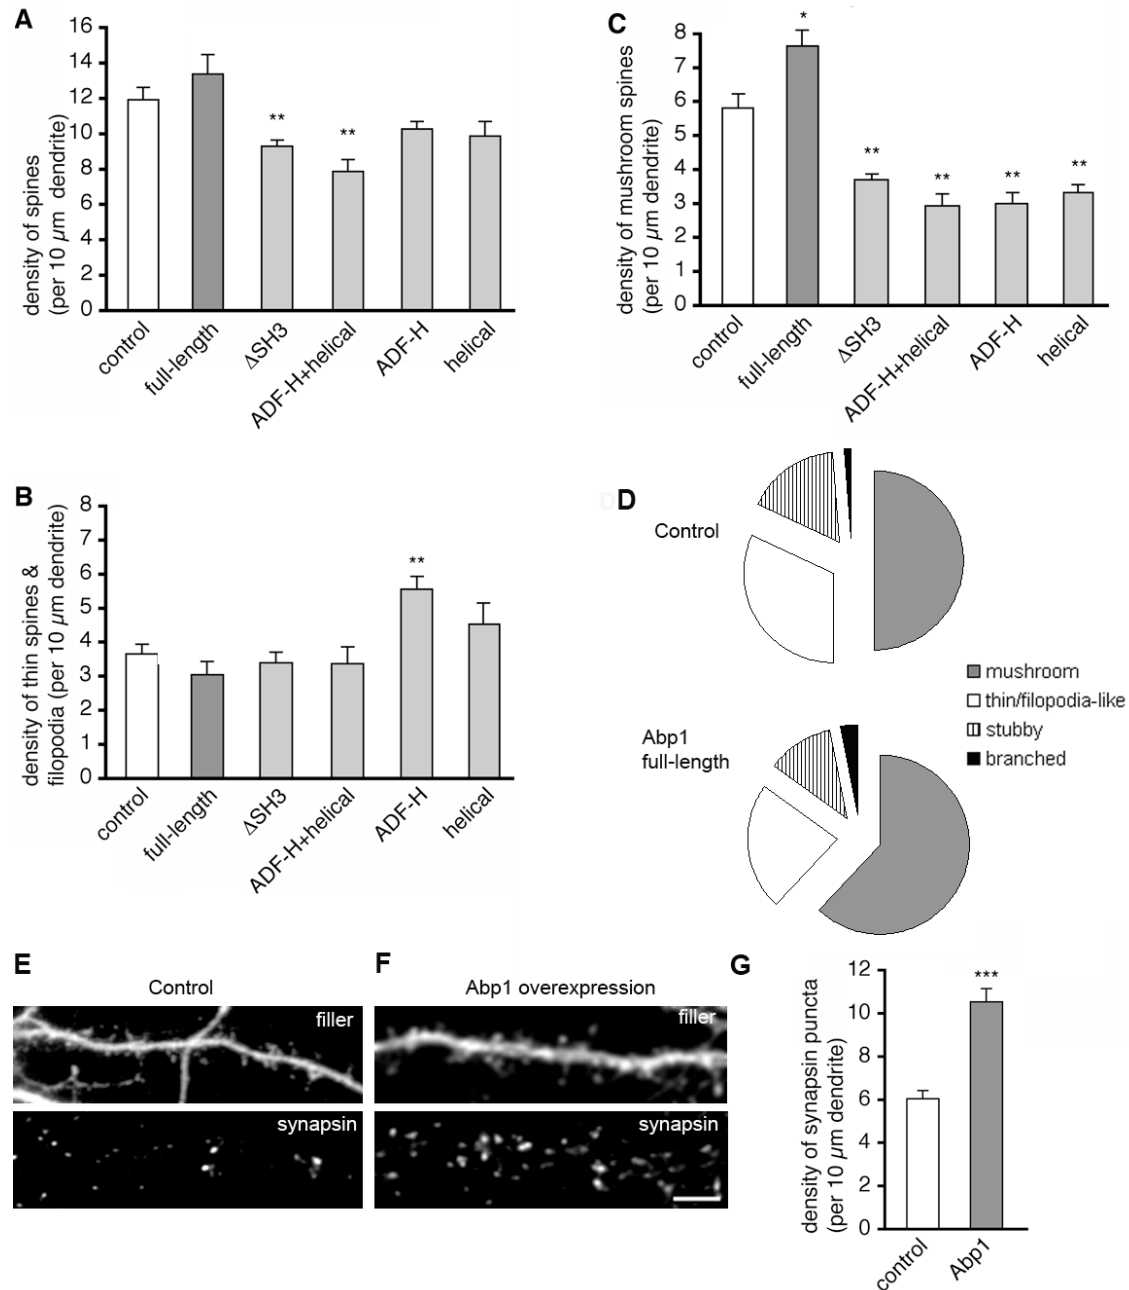 A
16
14
12
10
8
6
4
2
0
density of spines
(per 10 µm dendrite)
**
**
control
full-length
ΔSH3
ADF-H+helical
ADF-H
helical
C
8
7
6
5
4
3
2
1
0
density of mushroom spines
(per 10 µm dendrite)
*
**
**
**
**
control
full-length
ΔSH3
ADF-H+helical
ADF-H
helical
B
8
7
6
5
4
3
2
1
0
density of thin spines &
filopodia (per 10 µm dendrite)
**
control
full-length
ΔSH3
ADF-H+helical
ADF-H
helical
D
Control
Abp1
full-length
mushroom
thin/filopodia-like
stubby
branched
E
Control
filler
synapsin
F
Abp1 overexpression
filler
synapsin
G
12
10
8
6
4
2
0
density of synapsin puncta
(per 10 µm dendrite)
***
control
Abp1